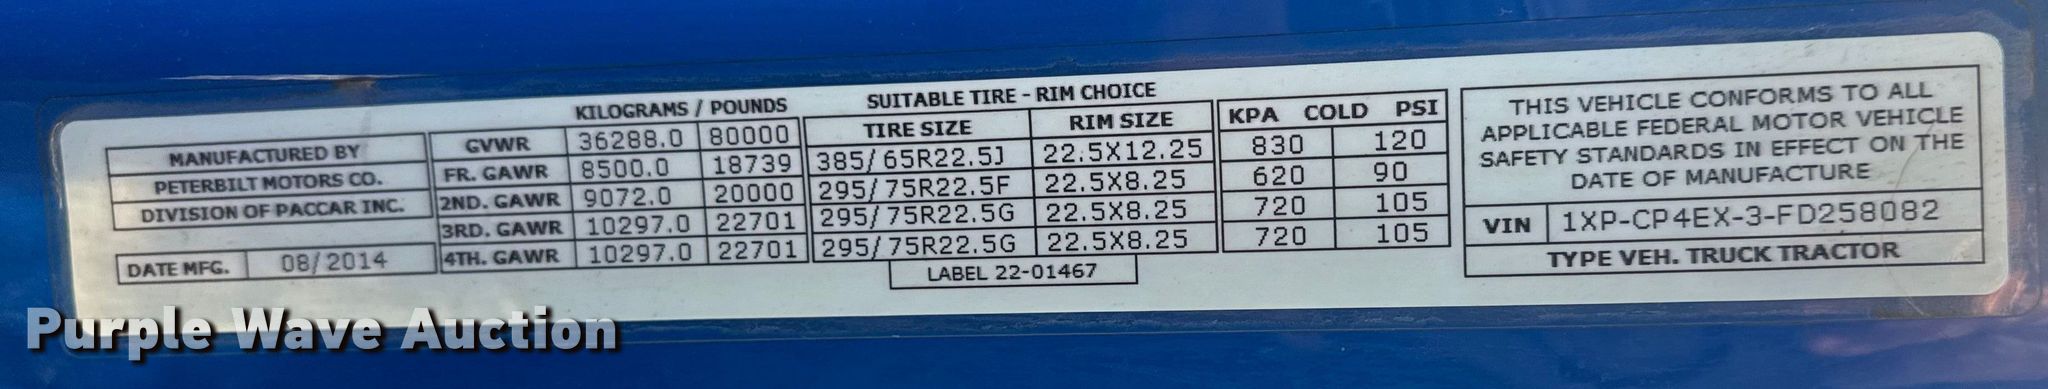 KILOGRAMS / POUNDS
SUITABLE TIRE - RIM CHOICE
MANUFACTURED BY
PETERBILT MOTORS CO.
DIVISION OF PACCAR INC.
DATE MFG. 08/2014
TIRE SIZE RIM SIZE KPA COLD PSI
GVWR 36288.0 80000
FR. GAWR 8500.0 18739 385/65R22.5J 22.5X12.25 830 120
2ND. GAWR 9072.0 20000 295/75R22.5F 22.5X8.25 620 90
3RD. GAWR 10297.0 22701 295/75R22.5G 22.5X8.25 720 105
4TH. GAWR 10297.0 22701 295/75R22.5G 22.5X8.25 720 105
LABEL 22-01467
THIS VEHICLE CONFORMS TO ALL
APPLICABLE FEDERAL MOTOR VEHICLE
SAFETY STANDARDS IN EFFECT ON THE
DATE OF MANUFACTURE
VIN 1XP-CP4EX-3-FD258082
TYPE VEH. TRUCK TRACTOR
Purple Wave Auction